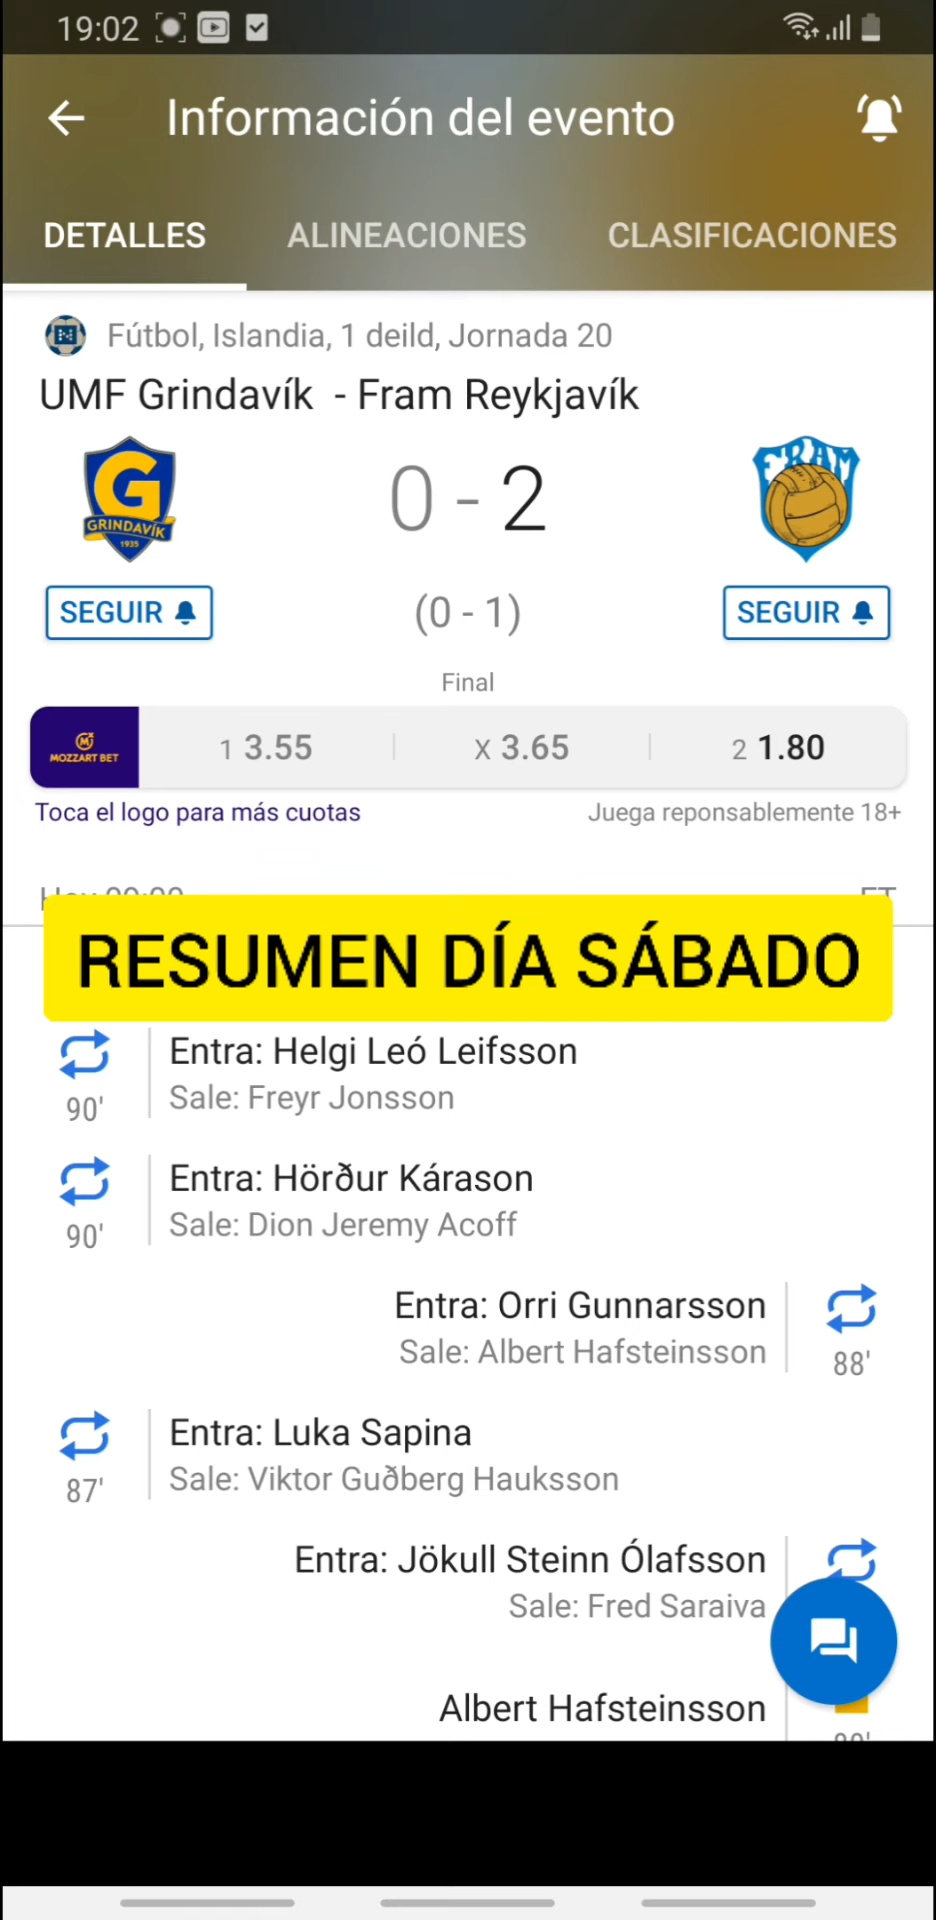 19:02
Información del evento
DETALLES ALINEACIONES CLASIFICACIONES
Fútbol, Islandia, 1 deild, Jornada 20
UMF Grindavík - Fram Reykjavík
G
GRINDAVÍK
1935
0 - 2
FRAM
SEGUIR (0 - 1) SEGUIR
Final
MOZZART BET 1 3.55 X 3.65 2 1.80
Toca el logo para más cuotas Juega reponsablemente 18+
RESUMEN DÍA SÁBADO
Entra: Helgi Leó Leifsson
Sale: Freyr Jonsson
90'
Entra: Hörður Kárason
Sale: Dion Jeremy Acoff
90'
Entra: Orri Gunnarsson
Sale: Albert Hafsteinsson
88'
Entra: Luka Sapina
Sale: Viktor Guðberg Hauksson
87'
Entra: Jökull Steinn Ólafsson
Sale: Fred Saraiva
Albert Hafsteinsson